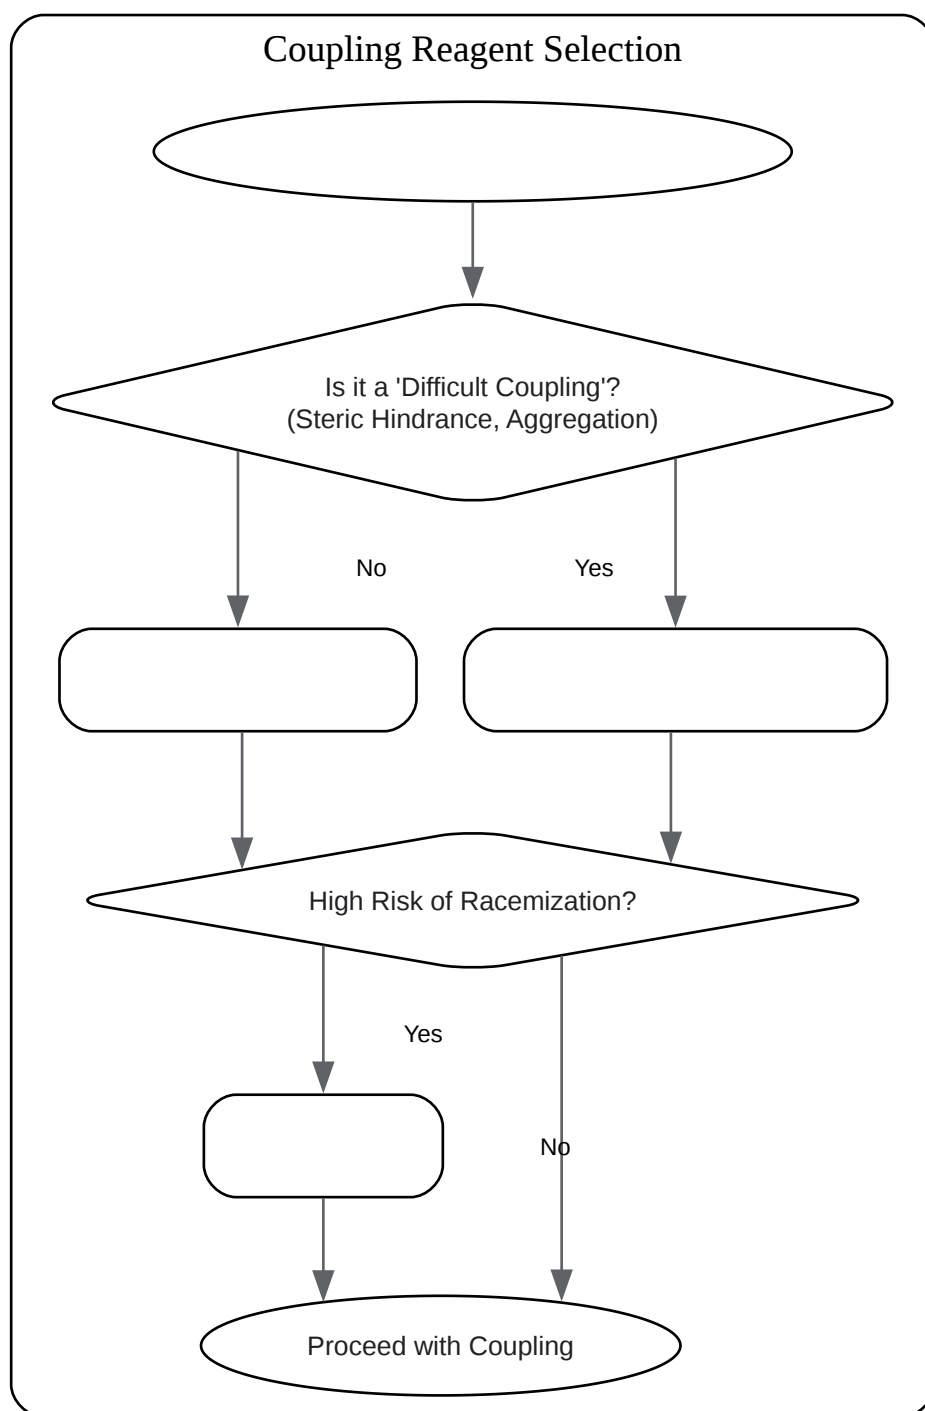 Coupling Reagent Selection
Is it a 'Difficult Coupling'?
(Steric Hindrance, Aggregation)
No
Yes
High Risk of Racemization?
Yes
No
Proceed with Coupling